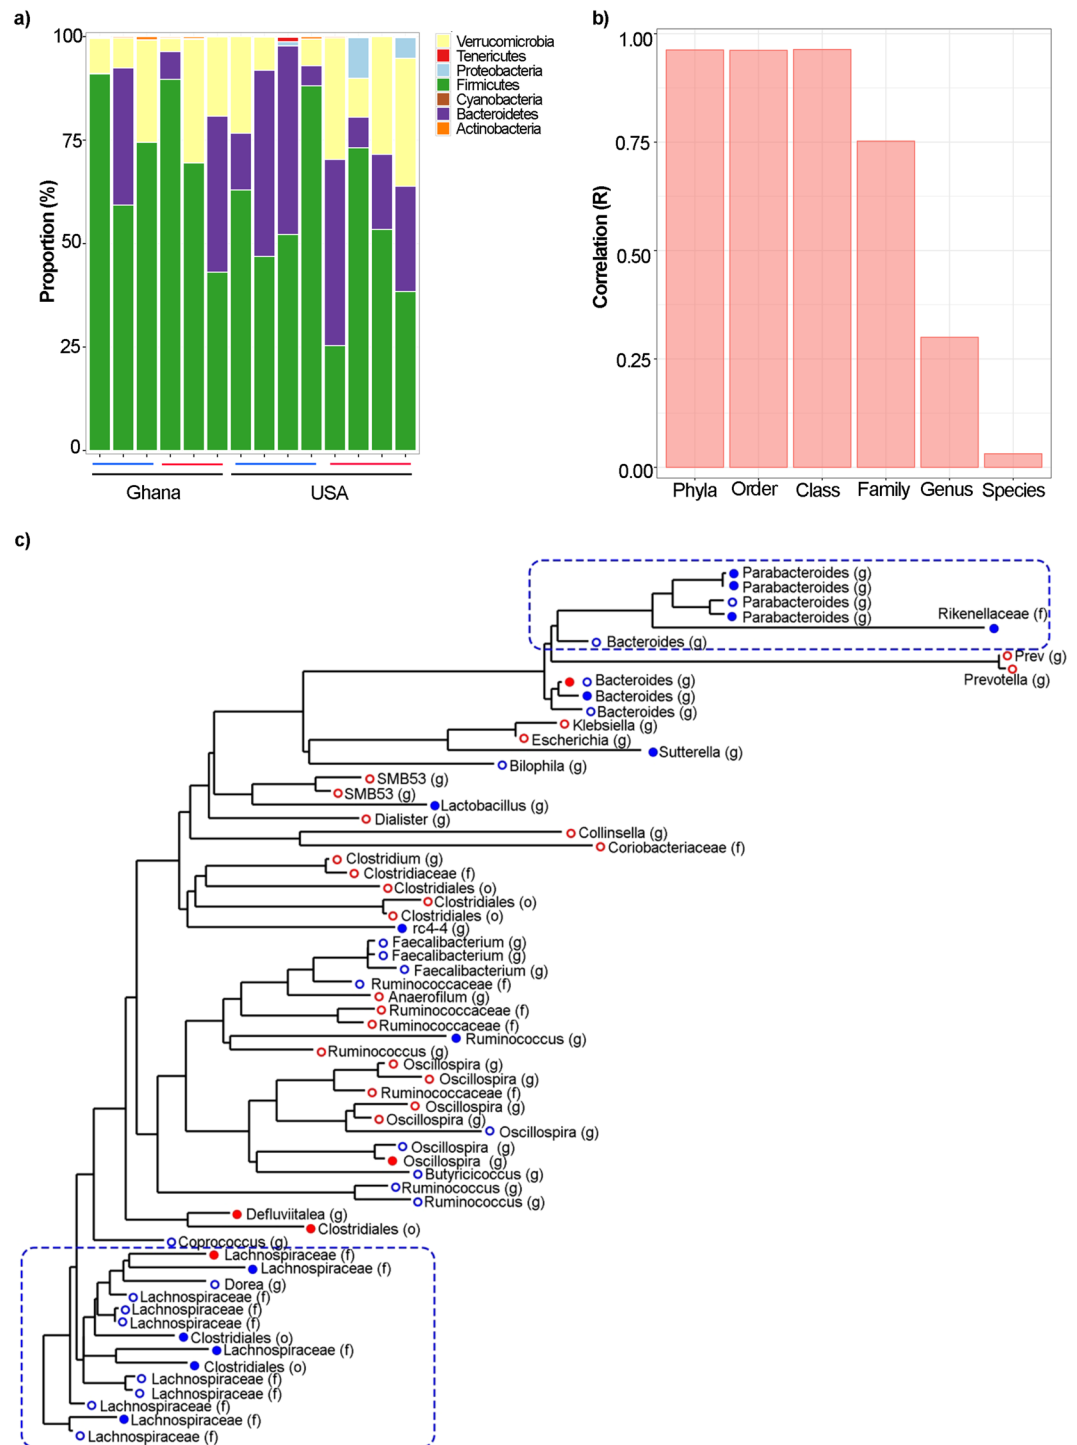 a)
100
75
50
25
0
Proportion (%)
Ghana
USA
Verrucomicrobia
Tenericutes
Proteobacteria
Firmicutes
Cyanobacteria
Bacteroidetes
Actinobacteria
b)
1.00
0.75
0.50
0.25
0.00
Correlation (R)
Phyla
Order
Class
Family
Genus
Species
c)
Parabacteroides (g)
Parabacteroides (g)
Parabacteroides (g)
Parabacteroides (g)
Rikenellaceae (f)
Bacteroides (g)
Prev (g)
Prevotella (g)
Bacteroides (g)
Bacteroides (g)
Bacteroides (g)
Klebsiella (g)
Escherichia (g)
Sutterella (g)
Bilophila (g)
SMB53 (g)
SMB53 (g)
Lactobacillus (g)
Dialister (g)
Collinsella (g)
Coriobacteriaceae (f)
Clostridium (g)
Clostridiaceae (f)
Clostridiales (o)
Clostridiales (o)
Clostridiales (o)
rc4-4 (g)
Faecalibacterium (g)
Faecalibacterium (g)
Faecalibacterium (g)
Ruminococcaceae (f)
Anaerofilum (g)
Ruminococcaceae (f)
Ruminococcaceae (f)
Ruminococcus (g)
Ruminococcus (g)
Oscillospira (g)
Oscillospira (g)
Ruminococcaceae (f)
Oscillospira (g)
Oscillospira (g)
Oscillospira (g)
Oscillospira (g)
Oscillospira (g)
Butyricicoccus (g)
Ruminococcus (g)
Ruminococcus (g)
Defluviitalea (g)
Clostridiales (o)
Coprococcus (g)
Lachnospiraceae (f)
Lachnospiraceae (f)
Dorea (g)
Lachnospiraceae (f)
Lachnospiraceae (f)
Lachnospiraceae (f)
Clostridiales (o)
Lachnospiraceae (f)
Clostridiales (o)
Lachnospiraceae (f)
Lachnospiraceae (f)
Lachnospiraceae (f)
Lachnospiraceae (f)
Lachnospiraceae (f)